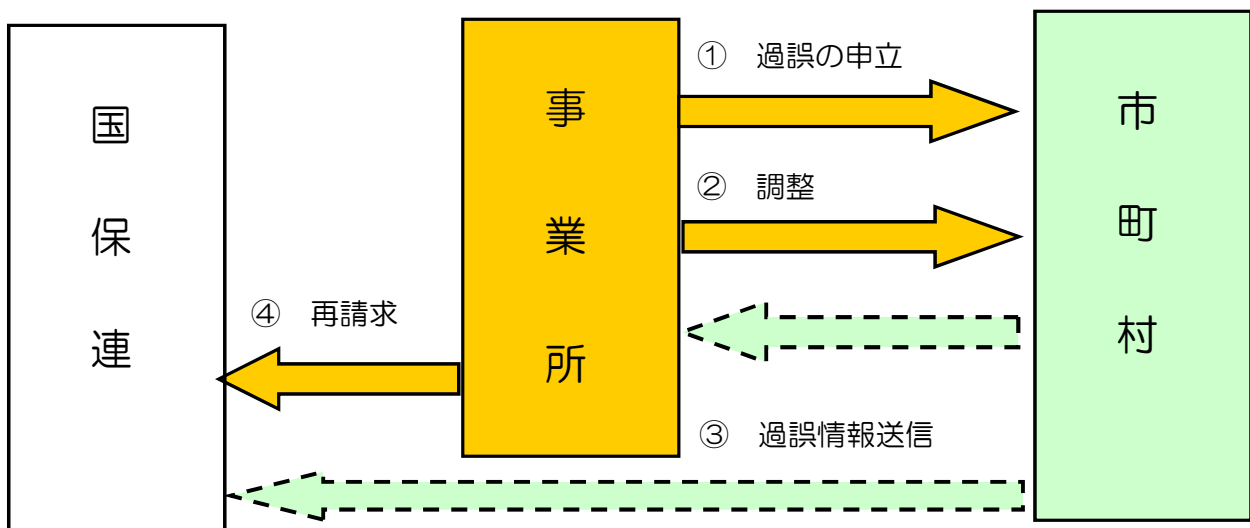 国保連
事業所
市町村
① 過誤の申立
② 調整
④ 再請求
③ 過誤情報送信